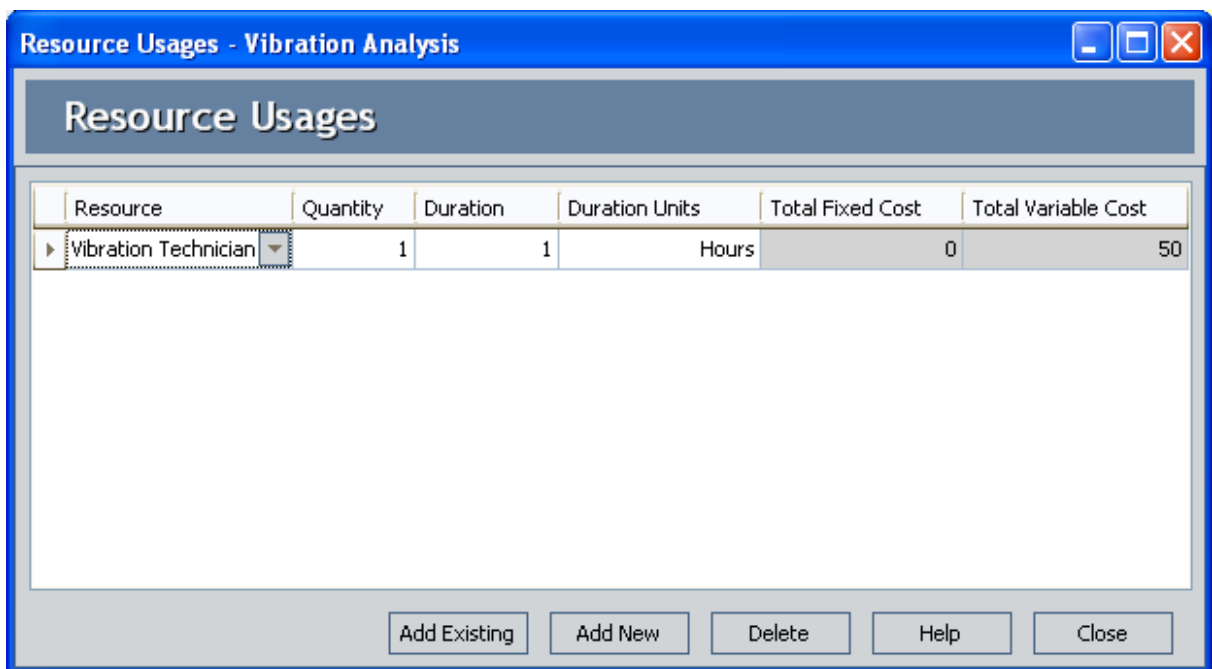 Resource Usages - Vibration Analysis
Resource Usages
Resource Quantity Duration Duration Units Total Fixed Cost Total Variable Cost
Vibration Technician 1 1 Hours 0 50
Add Existing Add New Delete Help Close